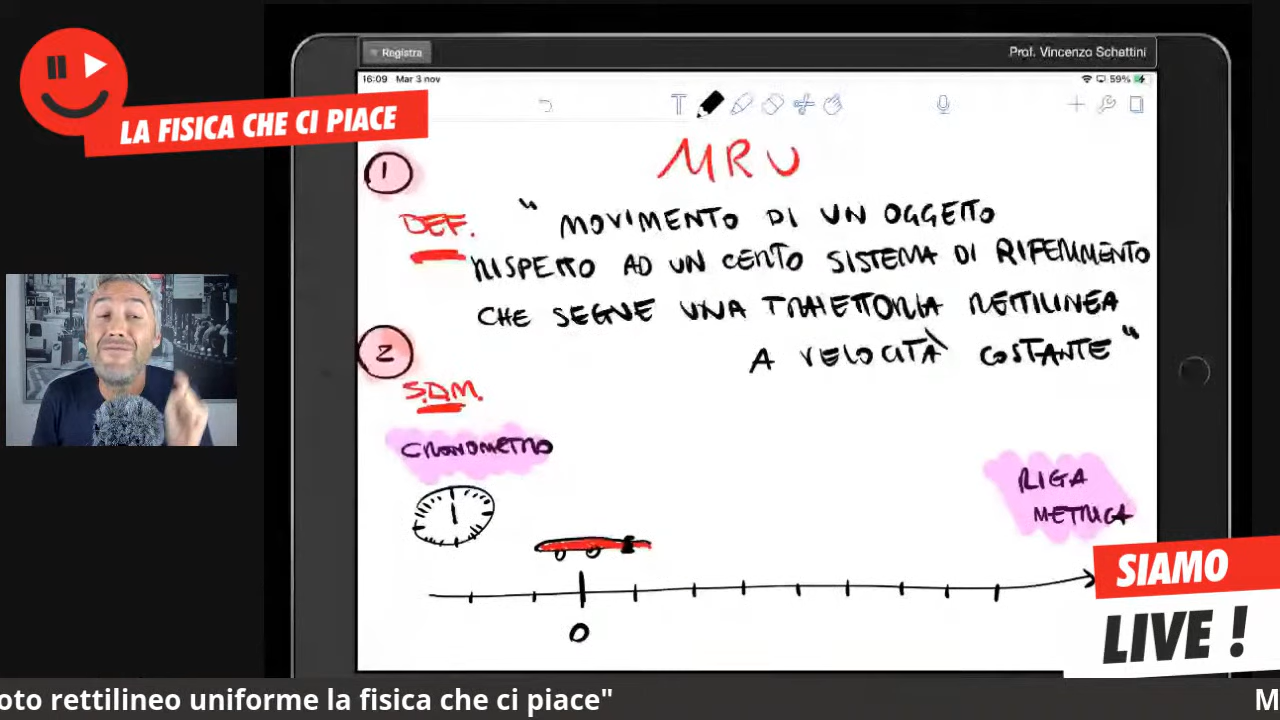 Registra
Prof. Vincenzo Schettini
16:09 Mar 3 nov
59%
LA FISICA CHE CI PIACE
1
MRU
DEF.
" MOVIMENTO DI UN OGGETTO
RISPETTO AD UN CERTO SISTEMA DI RIFERIMENTO
CHE SEGUE UNA TRAIETTORIA RETTILINEA
A VELOCITÀ COSTANTE "
2
S.D.M.
CRONOMETRO
RIGA
METRICA
0
SIAMO
LIVE !
oto rettilineo uniforme la fisica che ci piace"
M